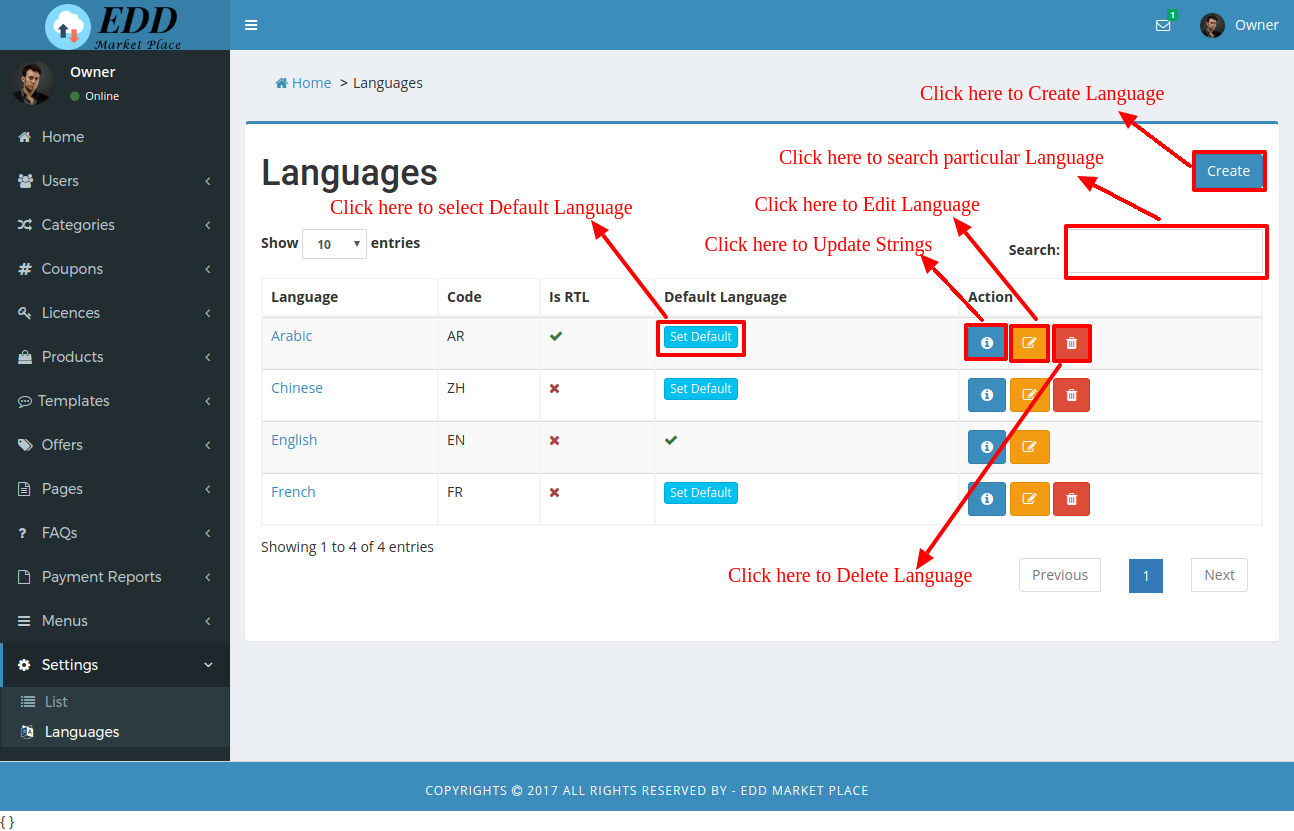 EDD
Market Place
1
Owner
Owner
Online
Home
Users
Categories
Coupons
Licences
Products
Templates
Offers
Pages
FAQs
Payment Reports
Menus
Settings
List
Languages
Home > Languages
Click here to Create Language
Languages
Click here to search particular Language
Create
Click here to select Default Language
Click here to Edit Language
Show 10 entries
Click here to Update Strings
Search:
Language Code Is RTL Default Language Action
Arabic AR Set Default
Chinese ZH Set Default
English EN
French FR Set Default
Showing 1 to 4 of 4 entries
Click here to Delete Language
Previous 1 Next
COPYRIGHTS © 2017 ALL RIGHTS RESERVED BY - EDD MARKET PLACE
{ }